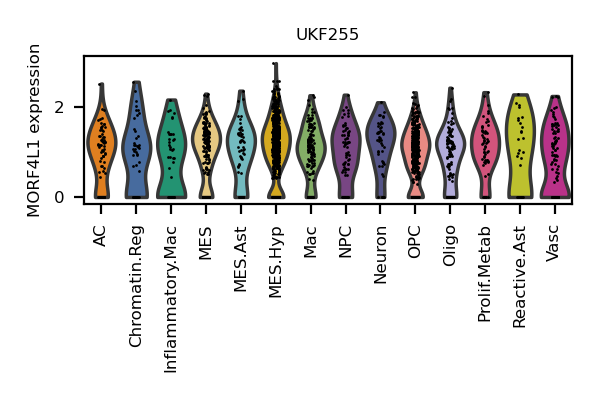 UKF255
MORF4L1 expression
2
0
AC
Chromatin.Reg
Inflammatory.Mac
MES
MES.Ast
MES.Hyp
Mac
NPC
Neuron
OPC
Oligo
Prolif.Metab
Reactive.Ast
Vasc